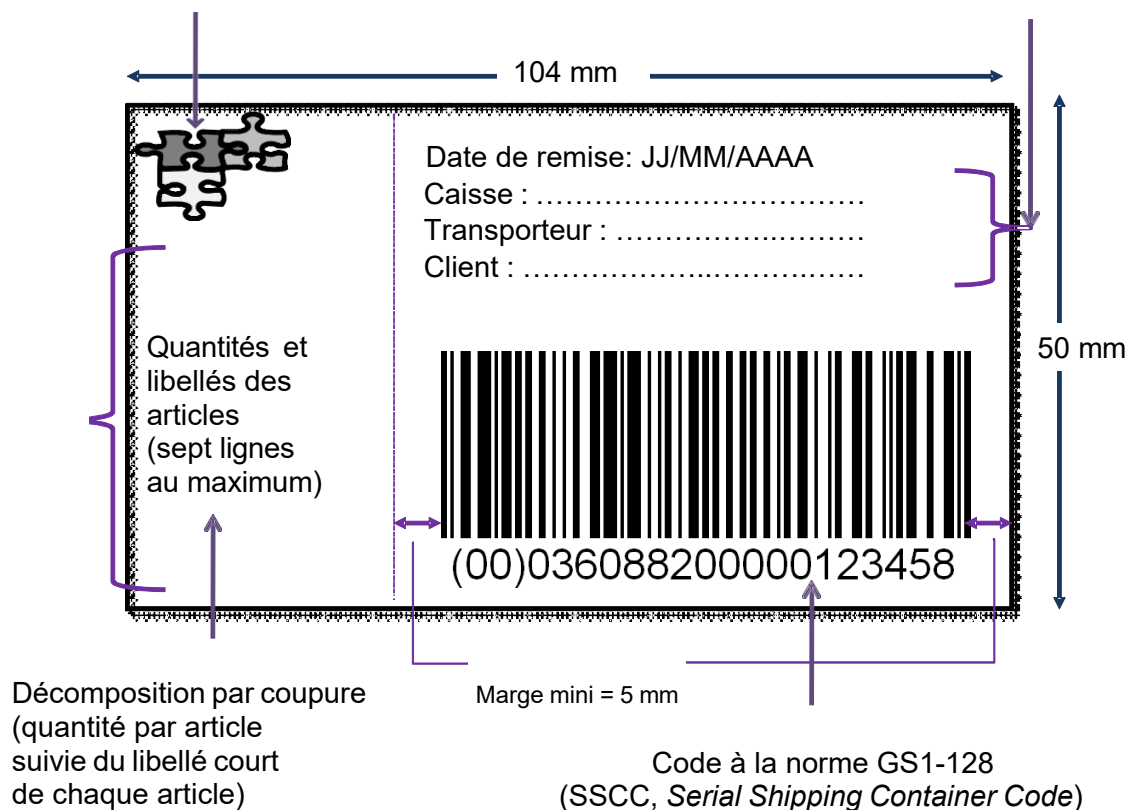 104 mm
Date de remise: JJ/MM/AAAA
Caisse : …………………..…………
Transporteur : ……………..………
Client : ………………..……….……
50 mm
Quantités et
libellés des
articles
(sept lignes
au maximum)
(00)036088200000123458
Marge mini = 5 mm
Décomposition par coupure
(quantité par article
suivie du libellé court
de chaque article)
Code à la norme GS1-128
(SSCC, Serial Shipping Container Code)